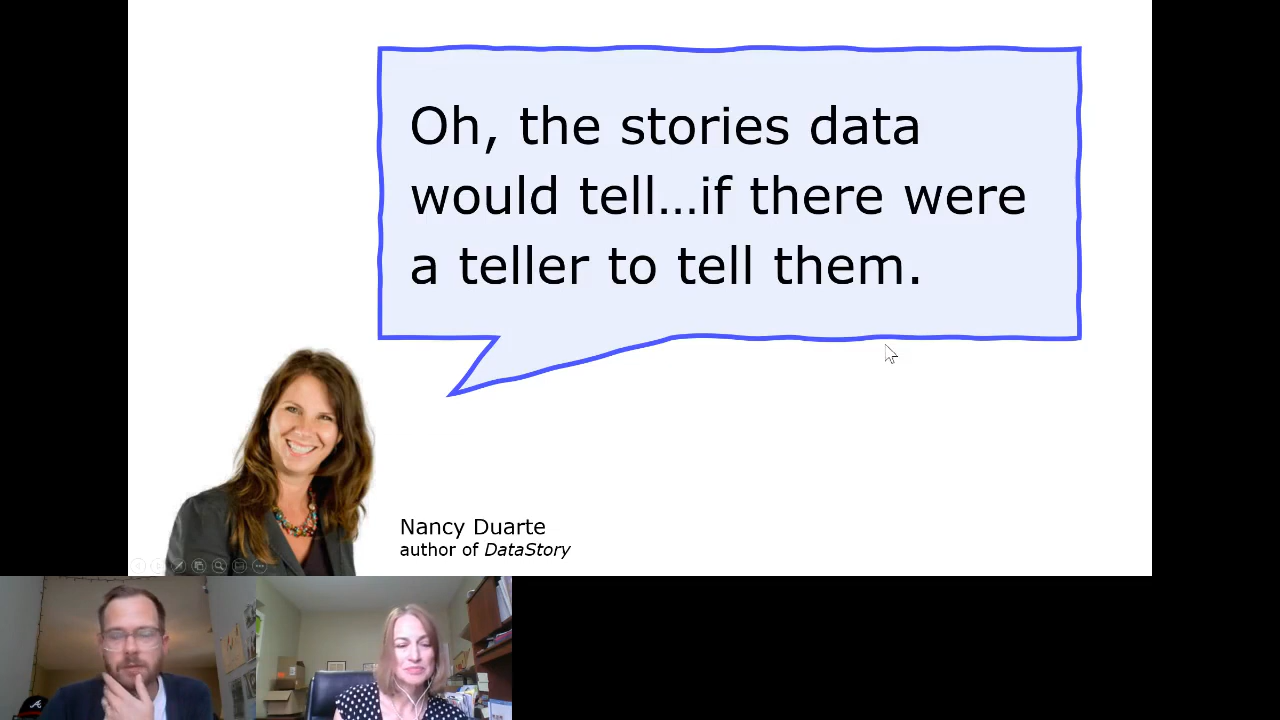 Oh, the stories data
would tell...if there were
a teller to tell them.
Nancy Duarte
author of DataStory